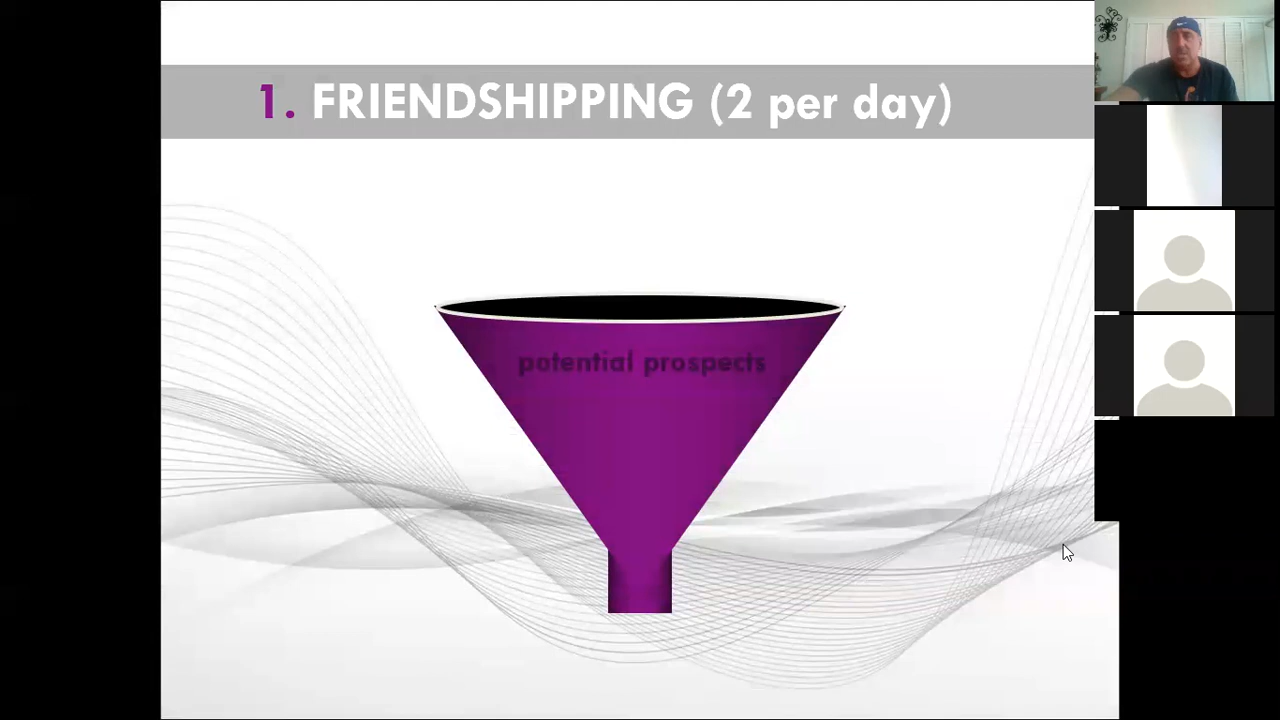 1. FRIENDSHIPPING (2 per day)
potential prospects